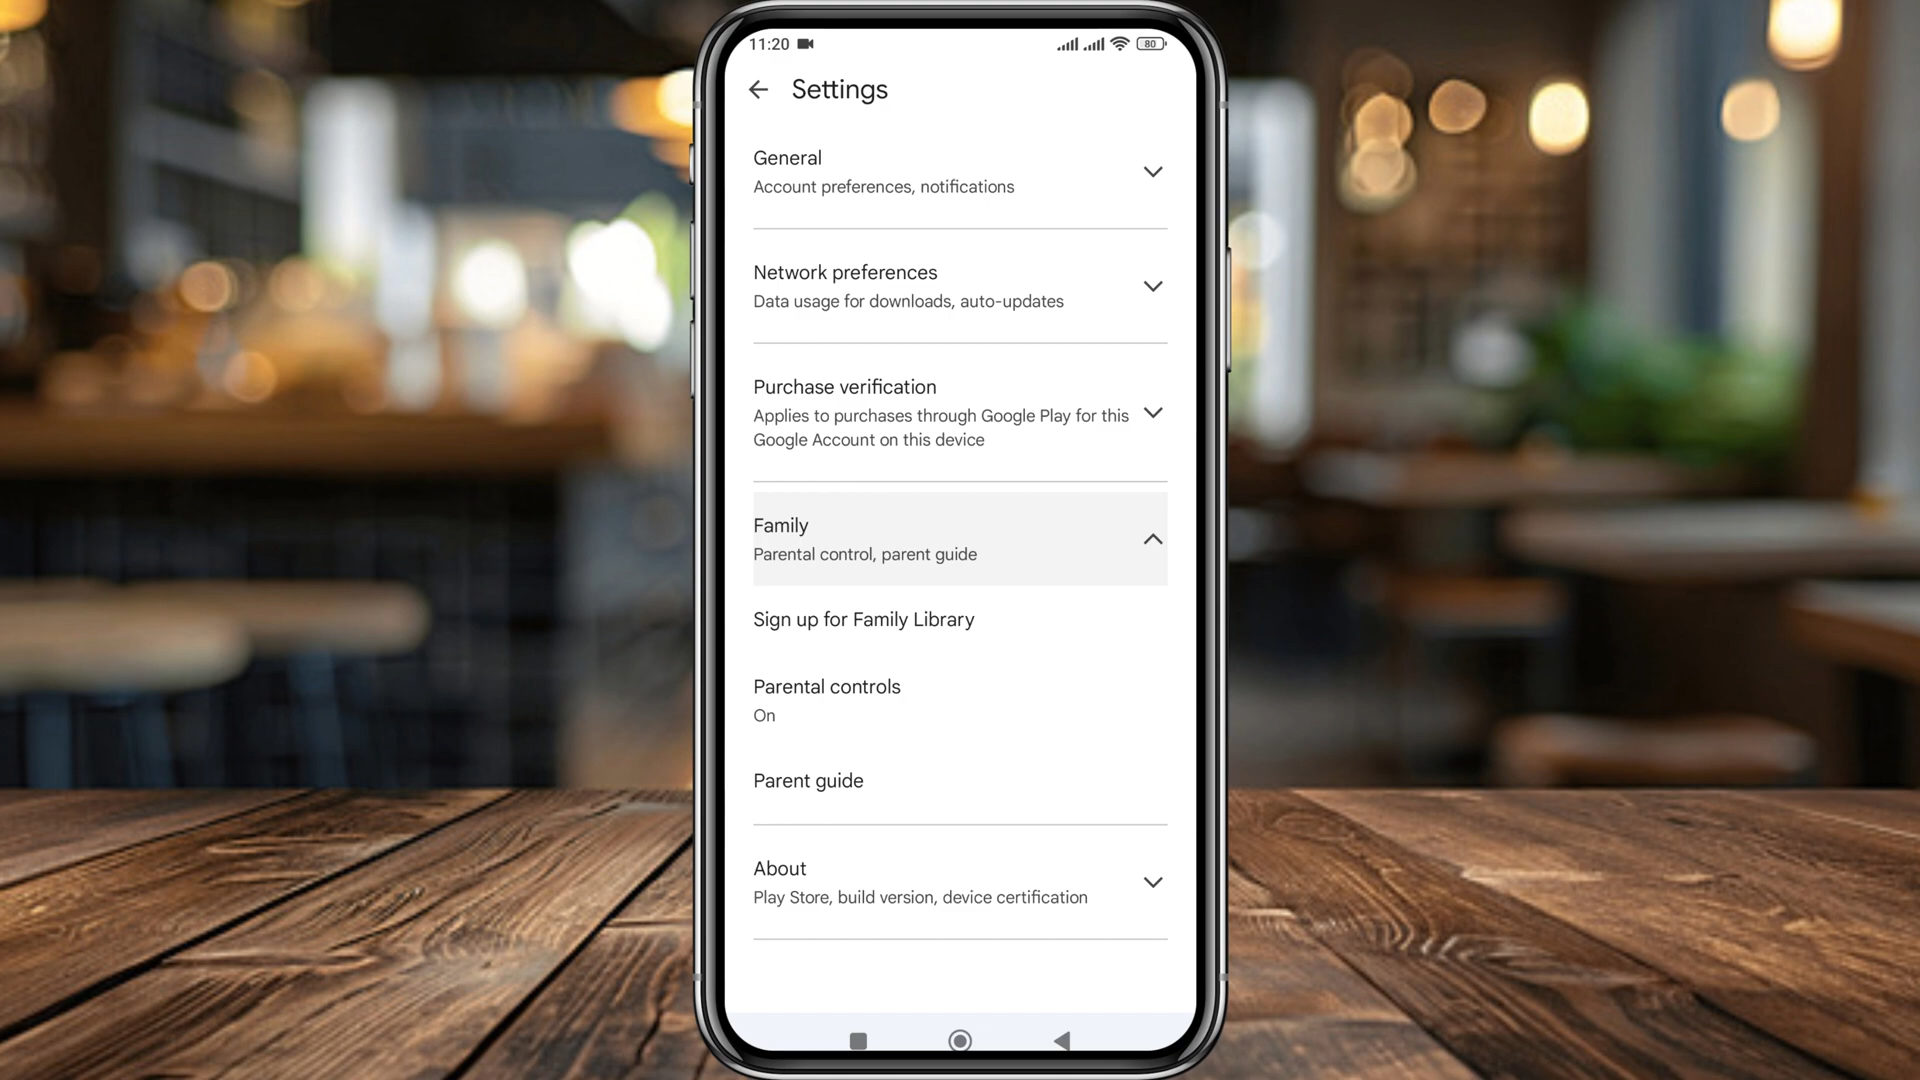 11:20
80
Settings
General
Account preferences, notifications
Network preferences
Data usage for downloads, auto-updates
Purchase verification
Applies to purchases through Google Play for this
Google Account on this device
Family
Parental control, parent guide
Sign up for Family Library
Parental controls
On
Parent guide
About
Play Store, build version, device certification